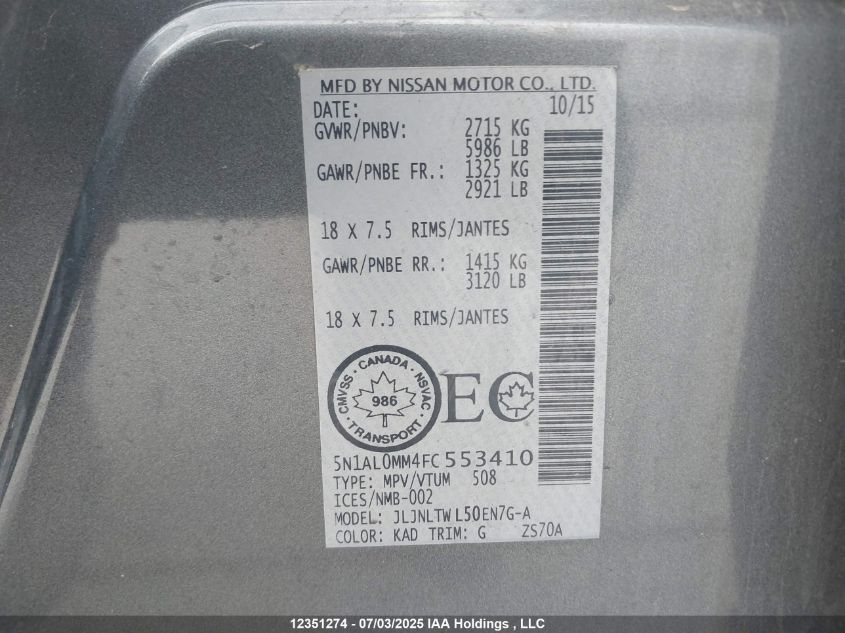 MFD BY NISSAN MOTOR CO., LTD.
DATE: 10/15
GVWR/PNBV: 2715 KG
5986 LB
GAWR/PNBE FR.: 1325 KG
2921 LB
18 X 7.5 RIMS/JANTES
GAWR/PNBE RR.: 1415 KG
3120 LB
18 X 7.5 RIMS/JANTES
CMVSS · CANADA · NSVAC · TRANSPORT ·
986
EC
5N1AL0MM4FC553410
TYPE: MPV/VTUM 508
ICES/NMB-002
MODEL: JLJNLTWL50EN7G-A
COLOR: KAD TRIM: G ZS70A
12351274 - 07/03/2025 IAA Holdings , LLC